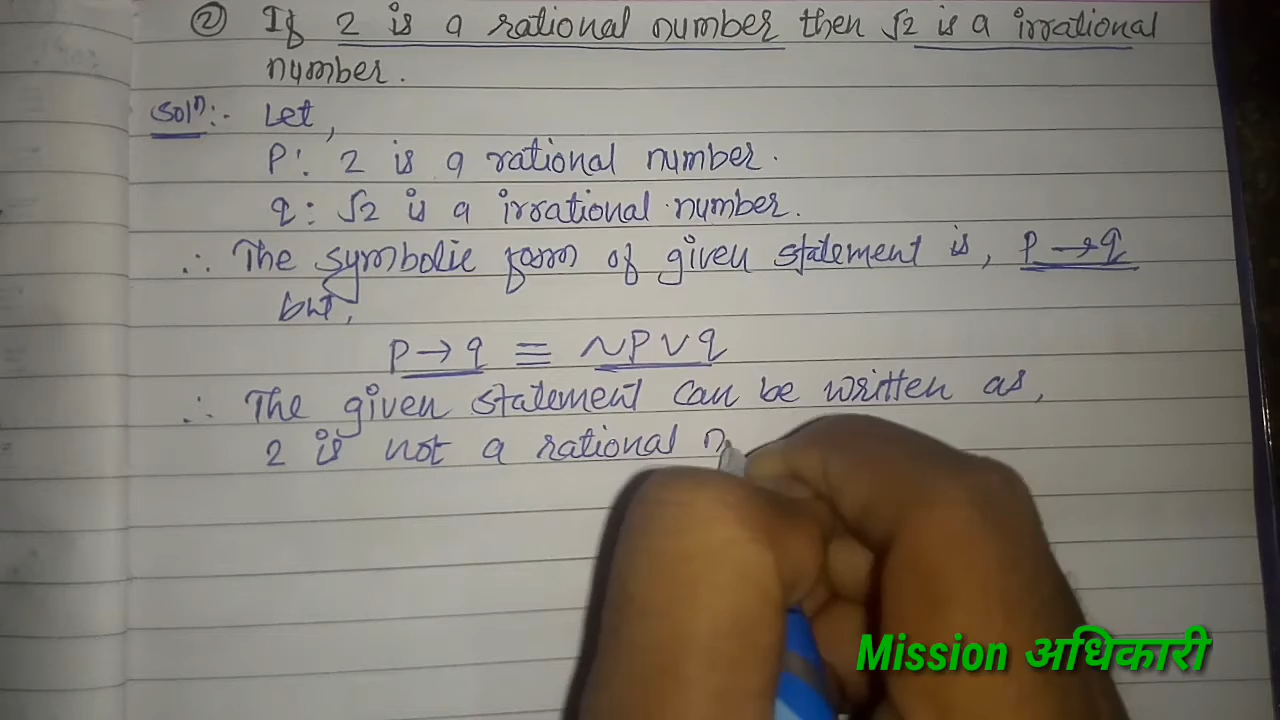 ② If 2 is a rational number then √2 is a irrational
number.
Solⁿ:- Let,
P: 2 is a rational number.
q: √2 is a irrational number.
∴ The symbolic form of given statement is, P → q
but,
P → q ≡ ~P ∨ q
∴ The given statement can be written as,
2 is not a rational n
Mission अधिकारी